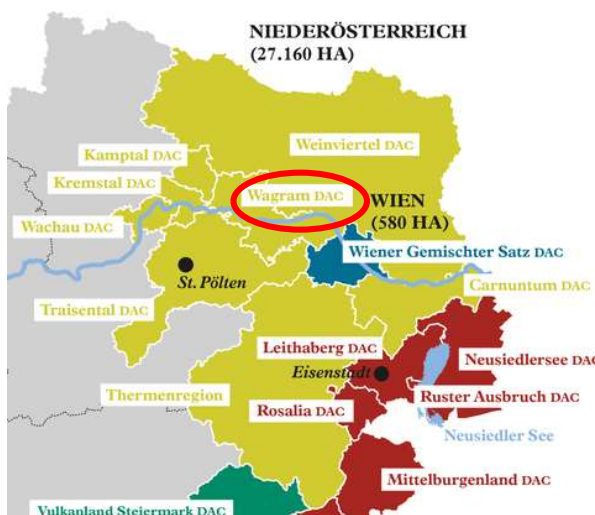 NIEDERÖSTERREICH
(27.160 HA)
Weinviertel DAC
Kamptal DAC
Kremstal DAC
Wagram DAC
WIEN
(580 HA)
Wachau DAC
Wiener Gemischter Satz DAC
St. Pölten
Carnuntum DAC
Traisental DAC
Leithaberg DAC
Neusiedlersee DAC
Eisenstadt
Thermenregion
Ruster Ausbruch DAC
Rosalia DAC
Neusiedler See
Mittelburgenland DAC
Vulkanland Steiermark DAC